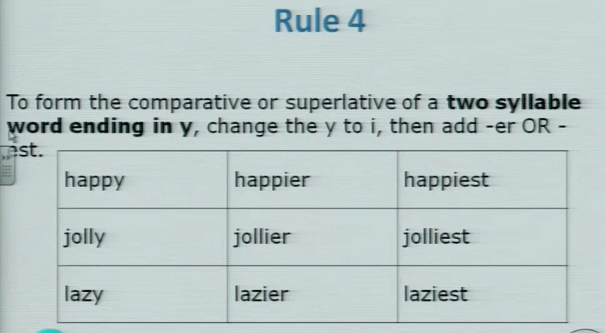 Rule 4
To form the comparative or superlative of a two syllable
word ending in y, change the y to i, then add -er OR -
est.
happy happier happiest
jolly jollier jolliest
lazy lazier laziest